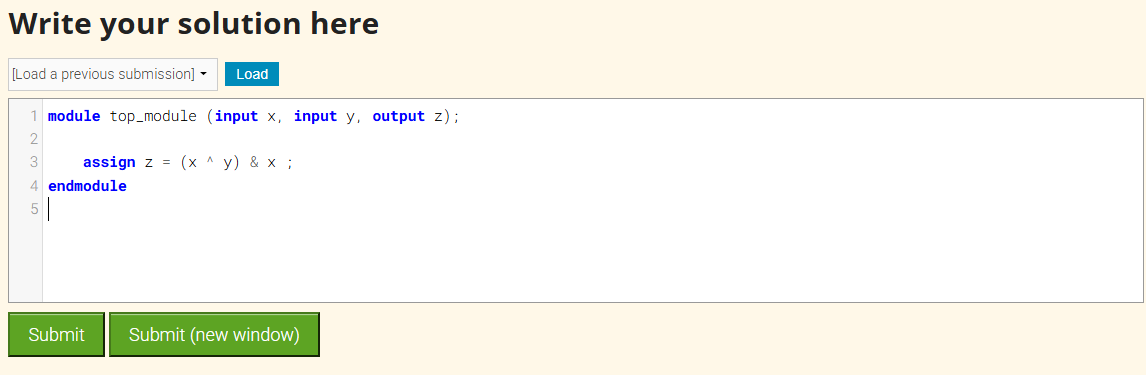 Write your solution here
[Load a previous submission] Load
1 module top_module (input x, input y, output z);
2
3 assign z = (x ^ y) & x ;
4 endmodule
5
Submit Submit (new window)